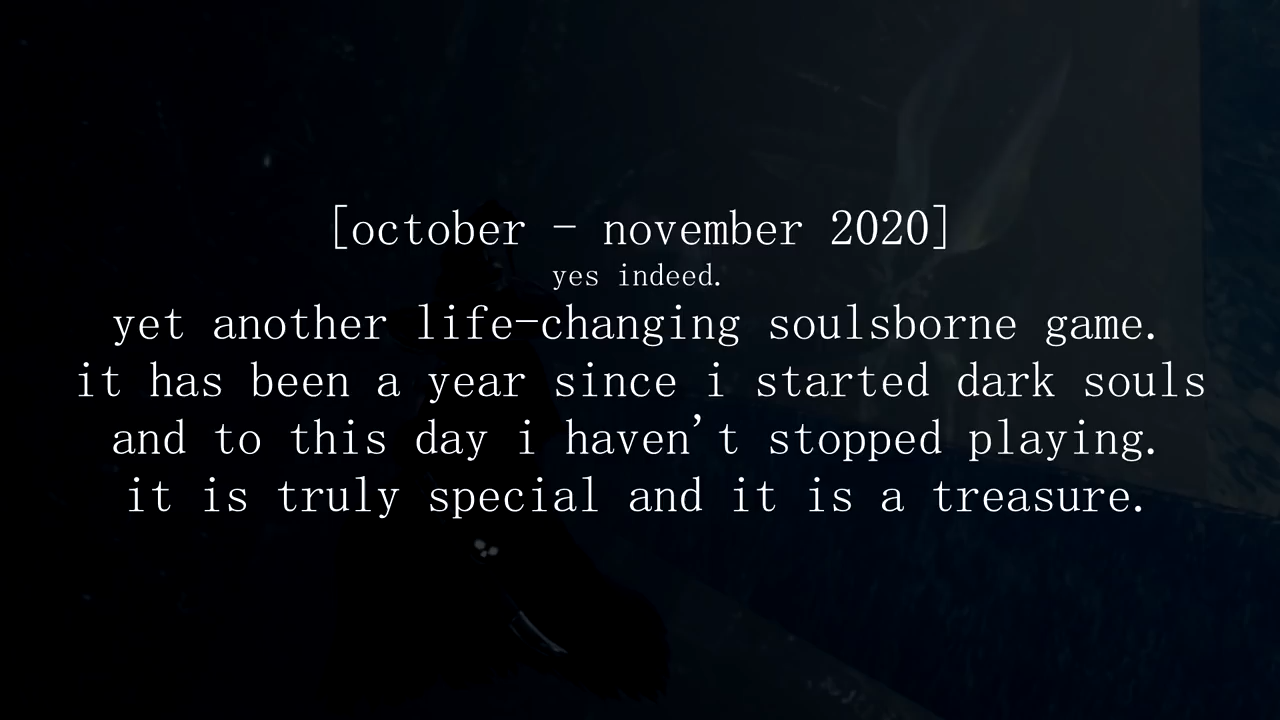 [october - november 2020]
yes indeed.
yet another life-changing soulsborne game.
it has been a year since i started dark souls
and to this day i haven't stopped playing.
it is truly special and it is a treasure.